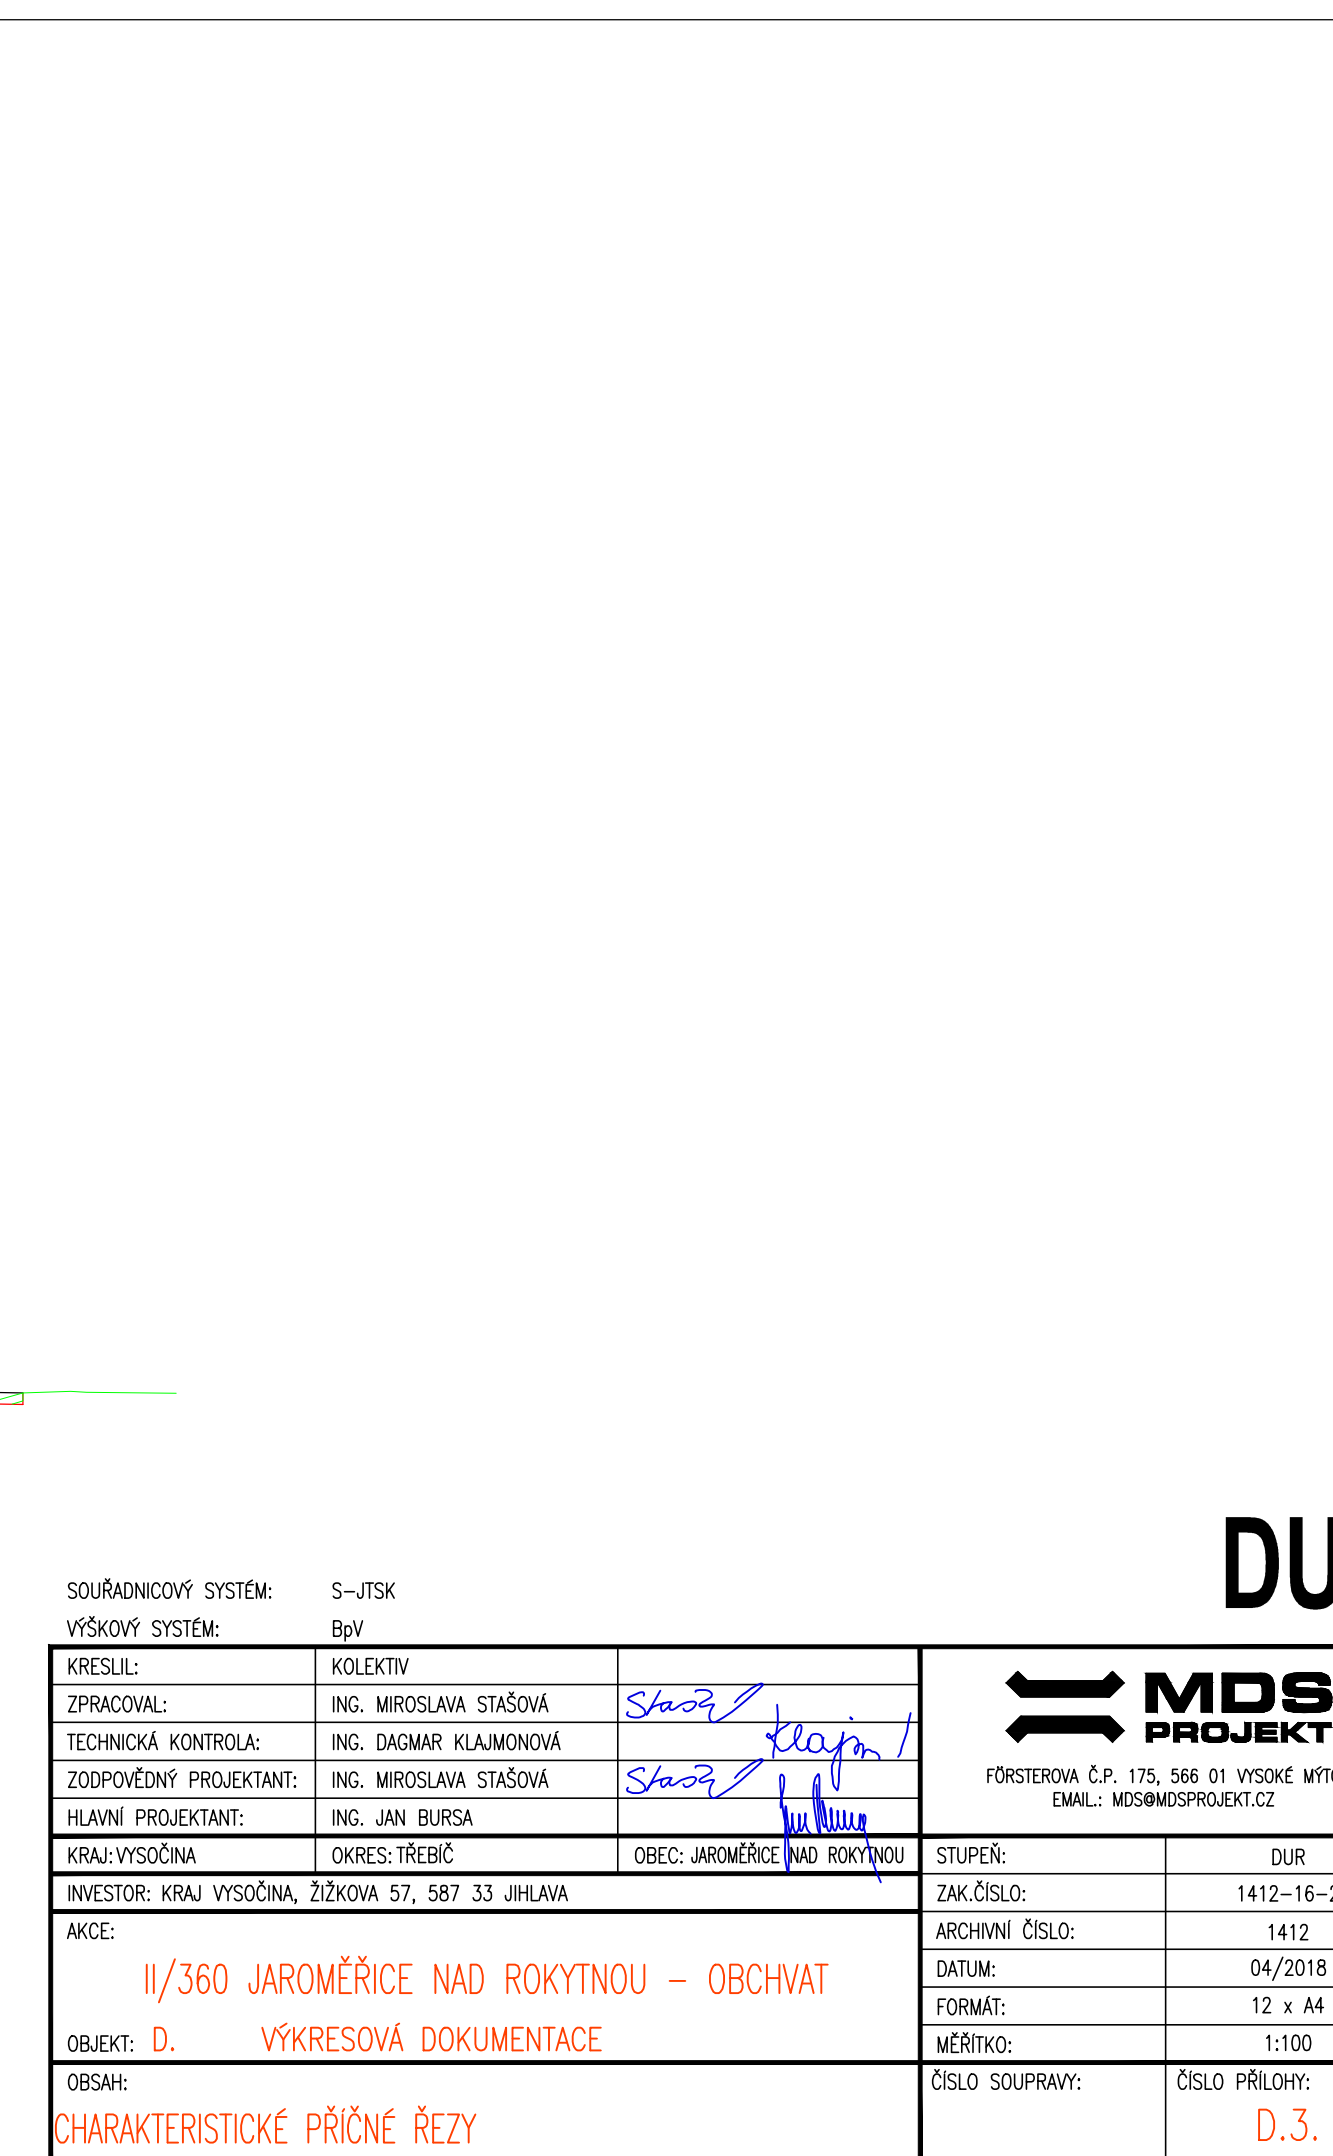 DU
SOUŘADNICOVÝ SYSTÉM: S-JTSK
VÝŠKOVÝ SYSTÉM: BpV
KRESLIL: KOLEKTIV
ZPRACOVAL: ING. MIROSLAVA STAŠOVÁ
TECHNICKÁ KONTROLA: ING. DAGMAR KLAJMONOVÁ
ZODPOVĚDNÝ PROJEKTANT: ING. MIROSLAVA STAŠOVÁ
HLAVNÍ PROJEKTANT: ING. JAN BURSA
MDS
PROJEKT
FÖRSTEROVA Č.P. 175, 566 01 VYSOKÉ MÝTO
EMAIL.: MDS@MDSPROJEKT.CZ
KRAJ: VYSOČINA OKRES: TŘEBÍČ OBEC: JAROMĚŘICE NAD ROKYTNOU
INVESTOR: KRAJ VYSOČINA, ŽIŽKOVA 57, 587 33 JIHLAVA
AKCE:
II/360 JAROMĚŘICE NAD ROKYTNOU – OBCHVAT
OBJEKT: D. VÝKRESOVÁ DOKUMENTACE
OBSAH:
CHARAKTERISTICKÉ PŘÍČNÉ ŘEZY
STUPEŇ: DUR
ZAK.ČÍSLO: 1412-16-2
ARCHIVNÍ ČÍSLO: 1412
DATUM: 04/2018
FORMÁT: 12 x A4
MĚŘÍTKO: 1:100
ČÍSLO SOUPRAVY: ČÍSLO PŘÍLOHY:
D.3.